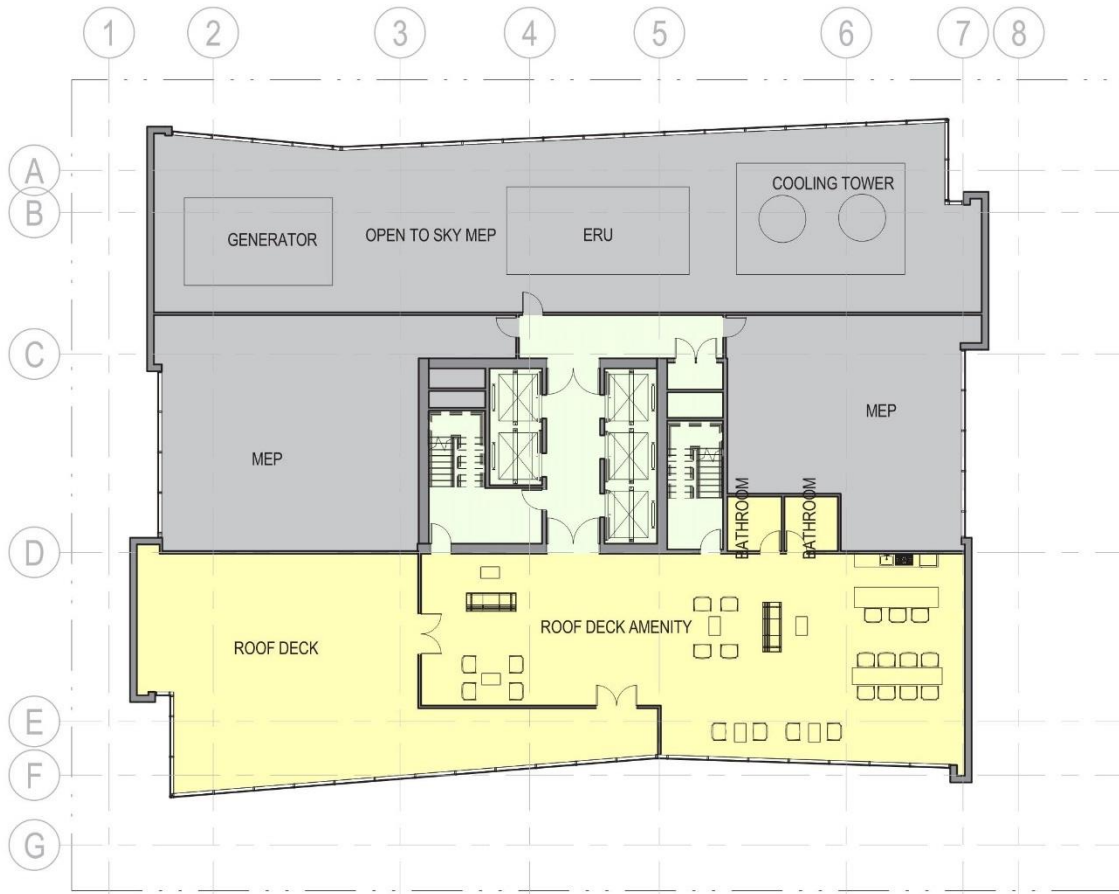 1
2
3
4
5
6
7
8
A
B
C
D
E
F
G
COOLING TOWER
GENERATOR
OPEN TO SKY MEP
ERU
MEP
MEP
BATHROOM
BATHROOM
ROOF DECK
ROOF DECK AMENITY